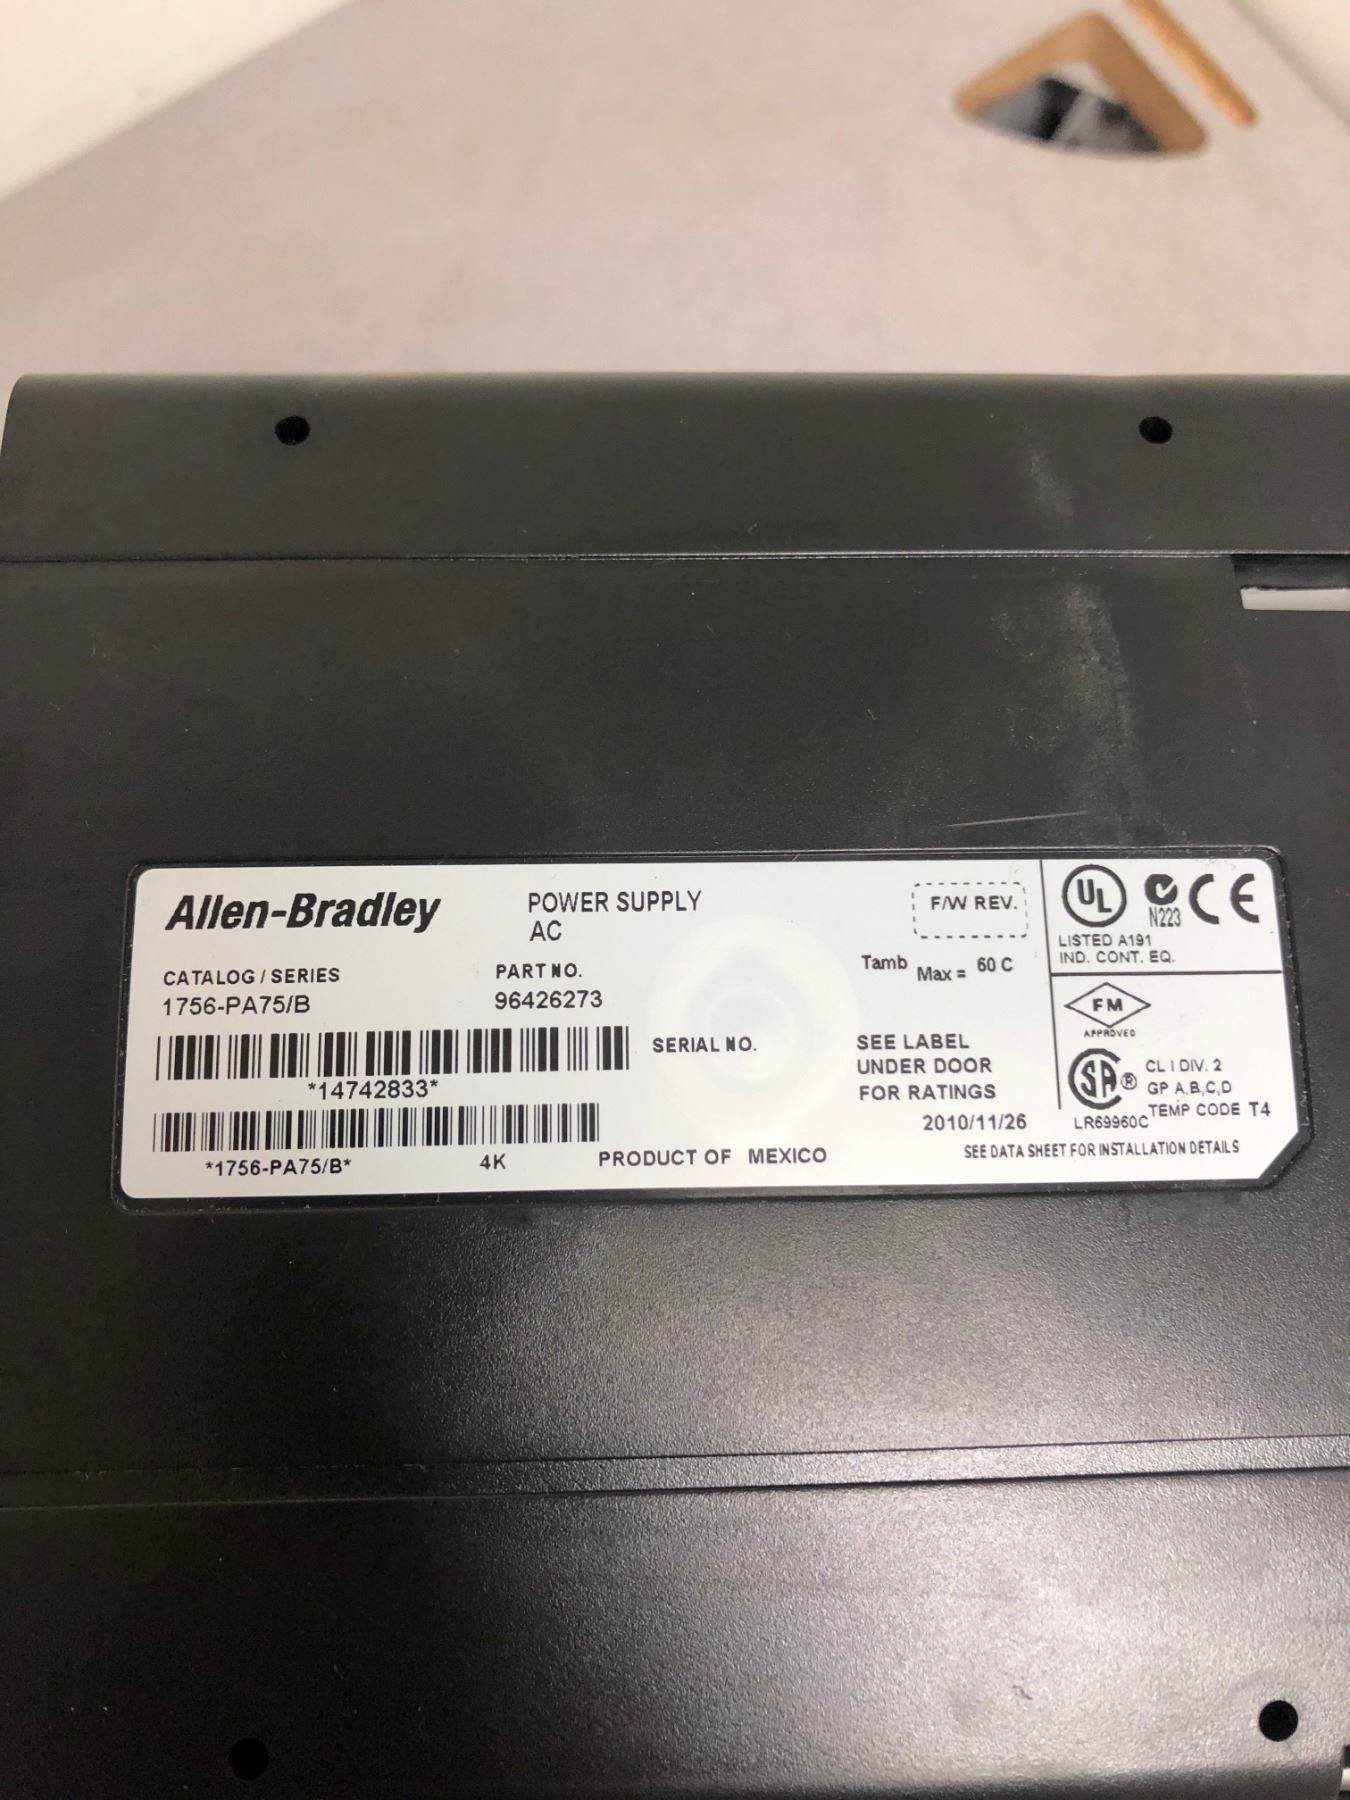 Allen-Bradley
POWER SUPPLY
AC
CATALOG / SERIES
1756-PA75/B
PART NO.
96426273
*14742833*
SERIAL NO.
*1756-PA75/B*
4K
PRODUCT OF MEXICO
F/W REV.
Tamb Max = 60 C
SEE LABEL
UNDER DOOR
FOR RATINGS
2010/11/26
UL
N223
CE
LISTED A191
IND. CONT. EQ.
FM
APPROVED
SA®
CL I DIV. 2
GP A,B,C,D
TEMP CODE T4
LR69960C
SEE DATA SHEET FOR INSTALLATION DETAILS